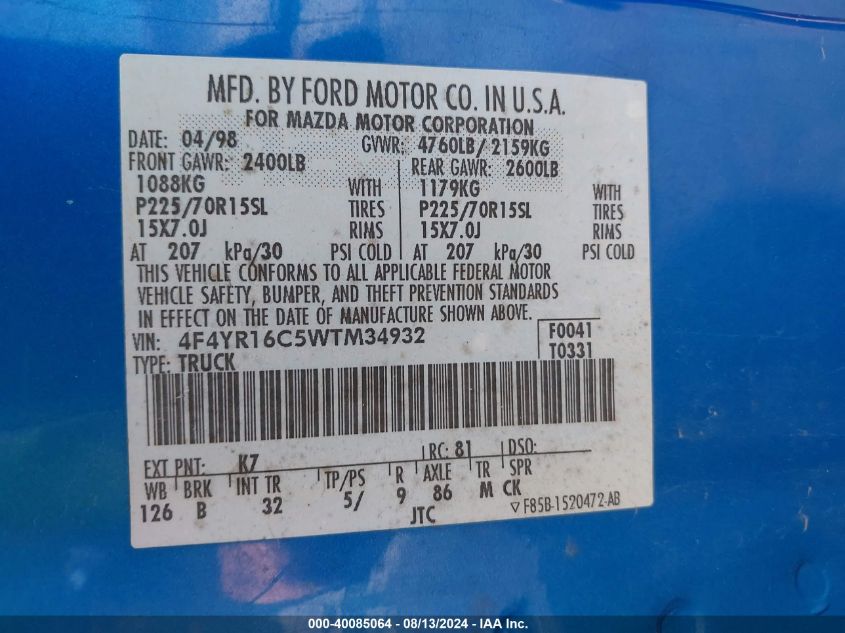 MFD. BY FORD MOTOR CO. IN U.S.A.
FOR MAZDA MOTOR CORPORATION
DATE: 04/98 GVWR: 4760LB/ 2159KG
FRONT GAWR: 2400LB REAR GAWR: 2600LB
1088KG WITH 1179KG WITH
P225/70R15SL TIRES P225/70R15SL TIRES
15X7.0J RIMS 15X7.0J RIMS
AT 207 kPa/30 PSI COLD AT 207 kPa/30 PSI COLD
THIS VEHICLE CONFORMS TO ALL APPLICABLE FEDERAL MOTOR
VEHICLE SAFETY, BUMPER, AND THEFT PREVENTION STANDARDS
IN EFFECT ON THE DATE OF MANUFACTURE SHOWN ABOVE.
VIN: 4F4YR16C5WTM34932 F0041
TYPE: TRUCK T0331
EXT PNT: K7 RC: 81 DSO:
WB BRK INT TR TP/PS R AXLE TR SPR
126 B 32 5/ 9 86 M CK
JTC ▽F85B-1520472-AB
000-40085064 - 08/13/2024 - IAA Inc.